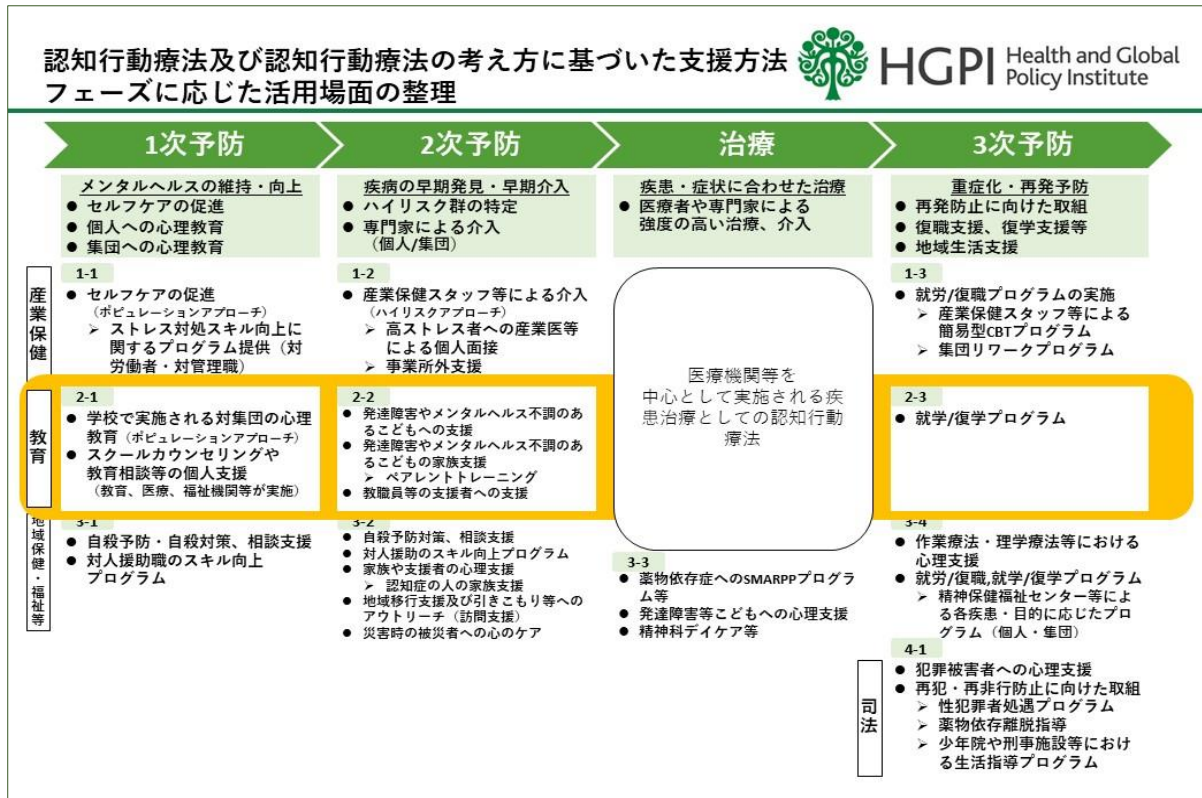 認知行動療法及び認知行動療法の考え方に基づいた支援方法
フェーズに応じた活用場面の整理
HGPI Health and Global
Policy Institute
1次予防
2次予防
治療
3次予防
メンタルヘルスの維持・向上
● セルフケアの促進
● 個人への心理教育
● 集団への心理教育
疾病の早期発見・早期介入
● ハイリスク群の特定
● 専門家による介入
(個人/集団)
疾患・症状に合わせた治療
● 医療者や専門家による
強度の高い治療、介入
重症化・再発予防
● 再発防止に向けた取組
● 復職支援、復学支援等
● 地域生活支援
産業保健
1-1
● セルフケアの促進
(ポピュレーションアプローチ)
➢ ストレス対処スキル向上に
関するプログラム提供(対
労働者・対管理職)
1-2
● 産業保健スタッフ等による介入
(ハイリスクアプローチ)
➢ 高ストレス者への産業医等
による個人面接
➢ 事業所外支援
医療機関等を
中心として実施される疾
患治療としての認知行動
療法
1-3
● 就労/復職プログラムの実施
➢ 産業保健スタッフ等による
簡易型CBTプログラム
➢ 集団リワークプログラム
教育
2-1
● 学校で実施される対集団の心理
教育(ポピュレーションアプローチ)
● スクールカウンセリングや
教育相談等の個人支援
(教育、医療、福祉機関等が実施)
2-2
● 発達障害やメンタルヘルス不調のあ
るこどもへの支援
● 発達障害やメンタルヘルス不調のあ
るこどもの家族支援
➢ ペアレントトレーニング
● 教職員等の支援者への支援
2-3
● 就学/復学プログラム
地域保健・福祉等
3-1
● 自殺予防・自殺対策、相談支援
● 対人援助職のスキル向上
プログラム
3-2
● 自殺予防対策、相談支援
● 対人援助のスキル向上プログラム
● 家族や支援者の心理支援
➢ 認知症の人の家族支援
● 地域移行支援及び引きこもり等への
アウトリーチ(訪問支援)
● 災害時の被災者への心のケア
3-3
● 薬物依存症へのSMARPPプログラ
ム等
● 発達障害等こどもへの心理支援
● 精神科デイケア等
3-4
● 作業療法・理学療法等における
心理支援
● 就労/復職,就学/復学プログラム
➢ 精神保健福祉センター等によ
る各疾患・目的に応じたプロ
グラム(個人・集団)
司法
4-1
● 犯罪被害者への心理支援
● 再犯・再非行防止に向けた取組
➢ 性犯罪者処遇プログラム
➢ 薬物依存離脱指導
➢ 少年院や刑事施設等におけ
る生活指導プログラム